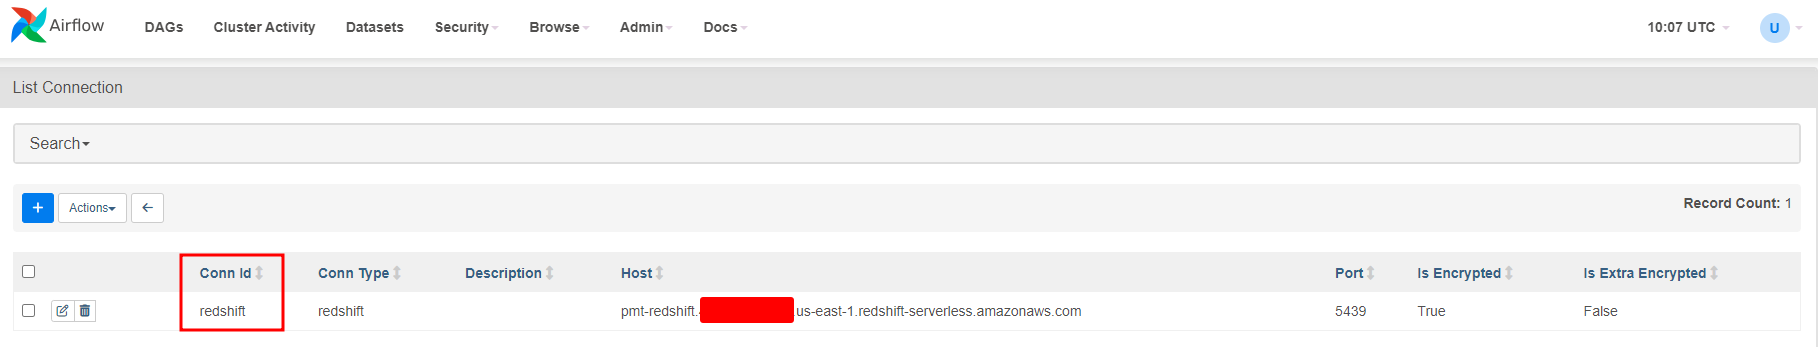 Airflow DAGs Cluster Activity Datasets Security Browse Admin Docs 10:07 UTC U
List Connection
Search
+ Actions
Record Count: 1
Conn Id Conn Type Description Host Port Is Encrypted Is Extra Encrypted
redshift redshift pmt-redshift. .us-east-1.redshift-serverless.amazonaws.com 5439 True False